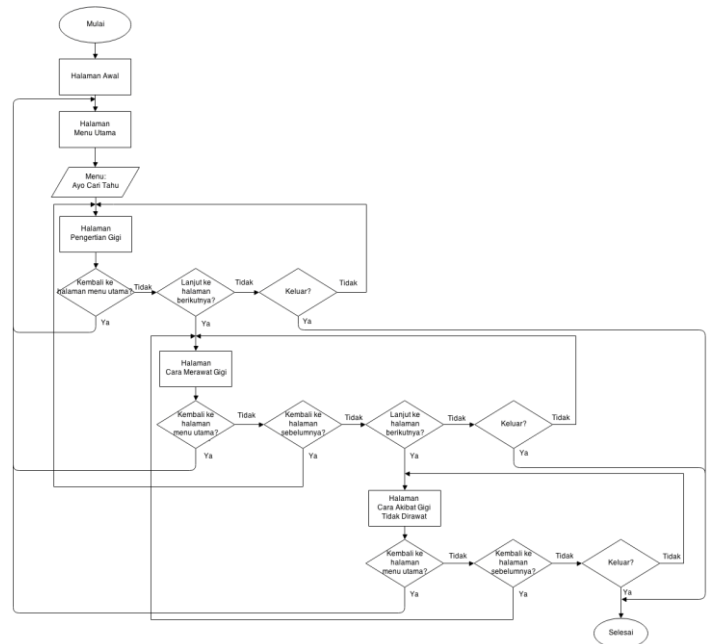 Mulai
Halaman Awal
Halaman
Menu Utama
Menu:
Ayo Cari Tahu
Halaman
Pengertian Gigi
Kembali ke
halaman menu utama?
Tidak
Lanjut ke
halaman
berikutnya?
Tidak
Keluar?
Tidak
Ya
Ya
Ya
Halaman
Cara Merawat Gigi
Kembali ke
halaman
menu utama?
Tidak
Kembali ke
halaman
sebelumnya?
Tidak
Lanjut ke
halaman
berikutnya?
Tidak
Keluar?
Tidak
Ya
Ya
Ya
Ya
Halaman
Cara Akibat Gigi
Tidak Dirawat
Kembali ke
halaman
menu utama?
Tidak
Kembali ke
halaman
sebelumnya?
Tidak
Keluar?
Tidak
Ya
Ya
Ya
Selesai